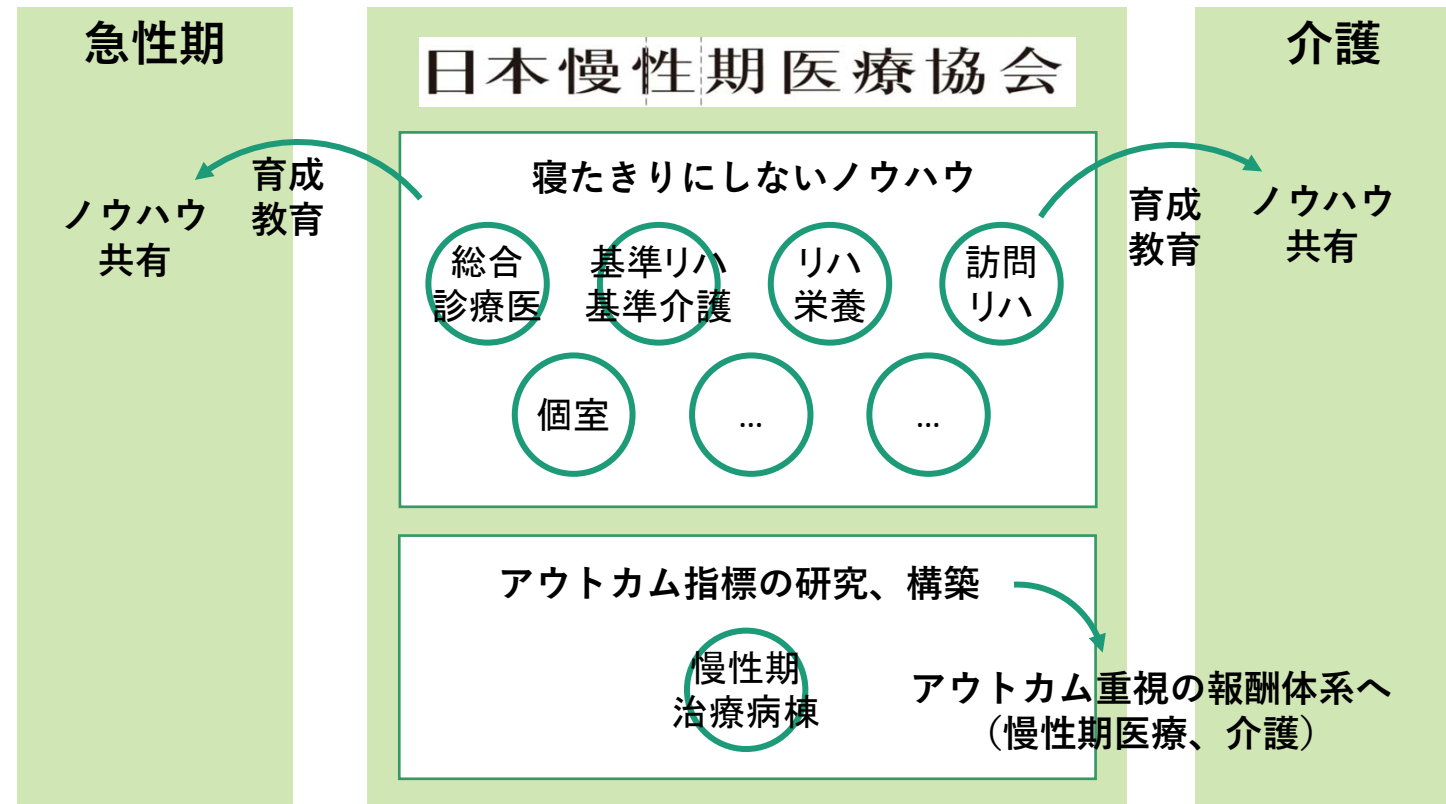 急性期
日本慢性期医療協会
介護
寝たきりにしないノウハウ
育成
教育
ノウハウ
共有
総合
診療医
基準リハ
基準介護
リハ
栄養
訪問
リハ
育成
教育
ノウハウ
共有
個室
...
...
アウトカム指標の研究、構築
慢性期
治療病棟
アウトカム重視の報酬体系へ
（慢性期医療、介護）